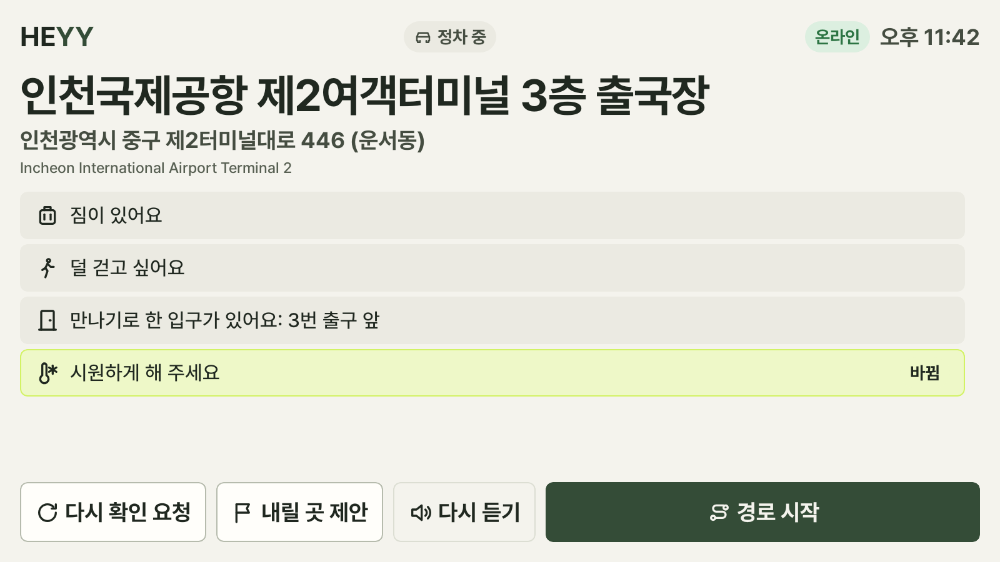 HEYY
정차 중
온라인
오후 11:42
인천국제공항 제2여객터미널 3층 출국장
인천광역시 중구 제2터미널대로 446 (운서동)
Incheon International Airport Terminal 2
짐이 있어요
덜 걷고 싶어요
만나기로 한 입구가 있어요: 3번 출구 앞
시원하게 해 주세요
바뀜
다시 확인 요청
내릴 곳 제안
다시 듣기
경로 시작